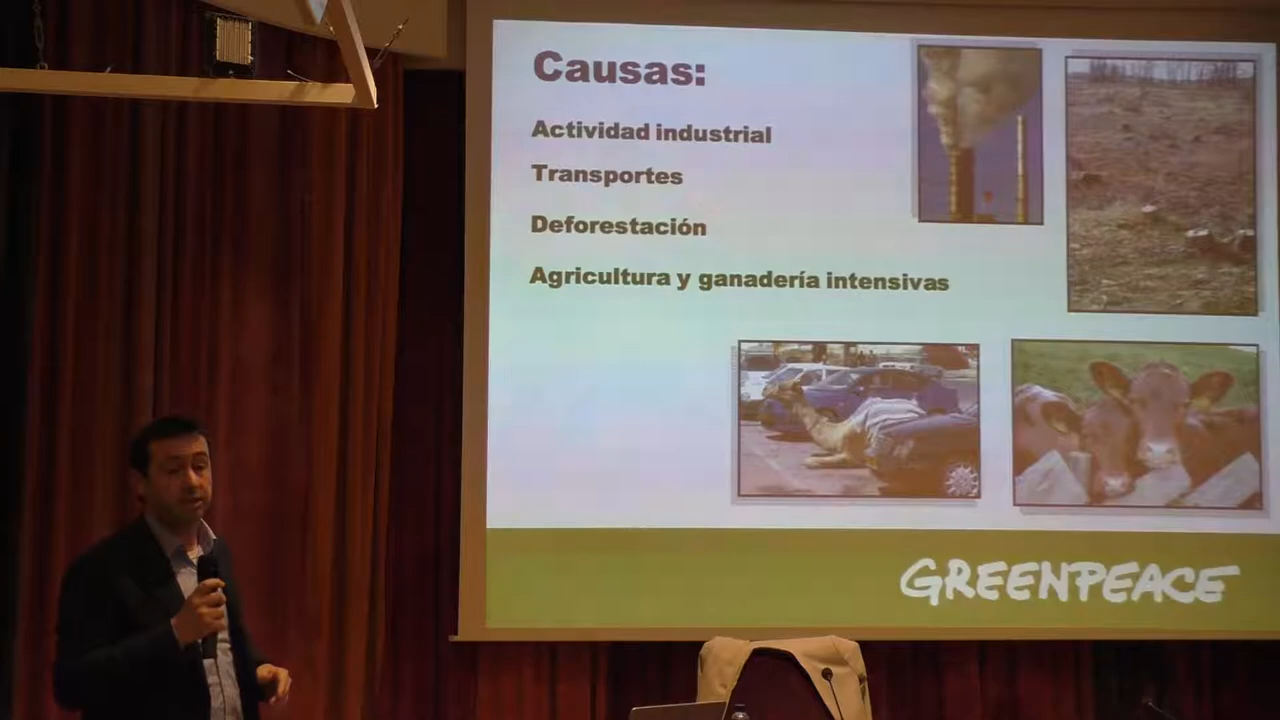 Causas:
Actividad industrial
Transportes
Deforestación
Agricultura y ganadería intensivas
GREENPEACE